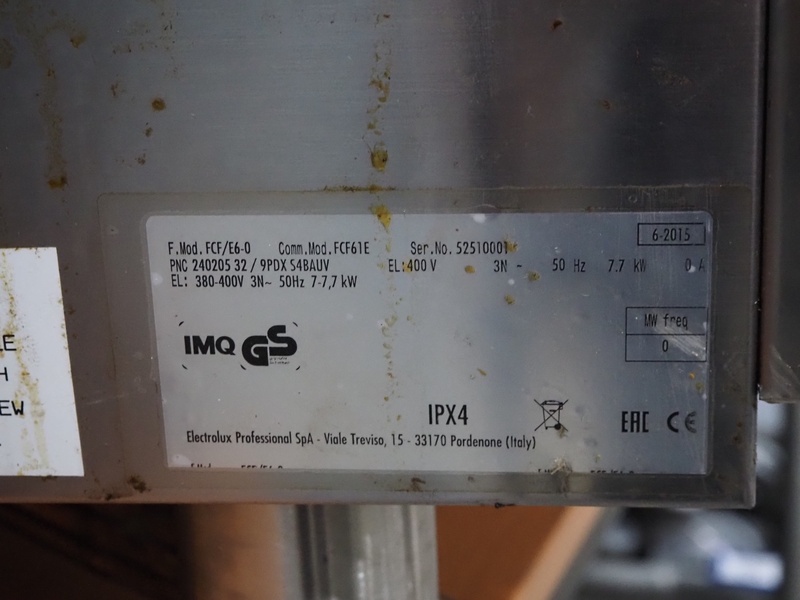 6-2015
F.Mod. FCF/E6-0 Comm.Mod. FCF61E Ser.No. 52510001
PNC 240205 32 / 9PDX S4BAUV EL:400 V 3N~ 50 Hz 7.7 kW 0 A
EL: 380-400V 3N~ 50Hz 7-7,7 kW
MW freq
0
IMQ GS
IPX4
EAC CE
Electrolux Professional SpA - Viale Treviso, 15 - 33170 Pordenone (Italy)
LE
H
EW